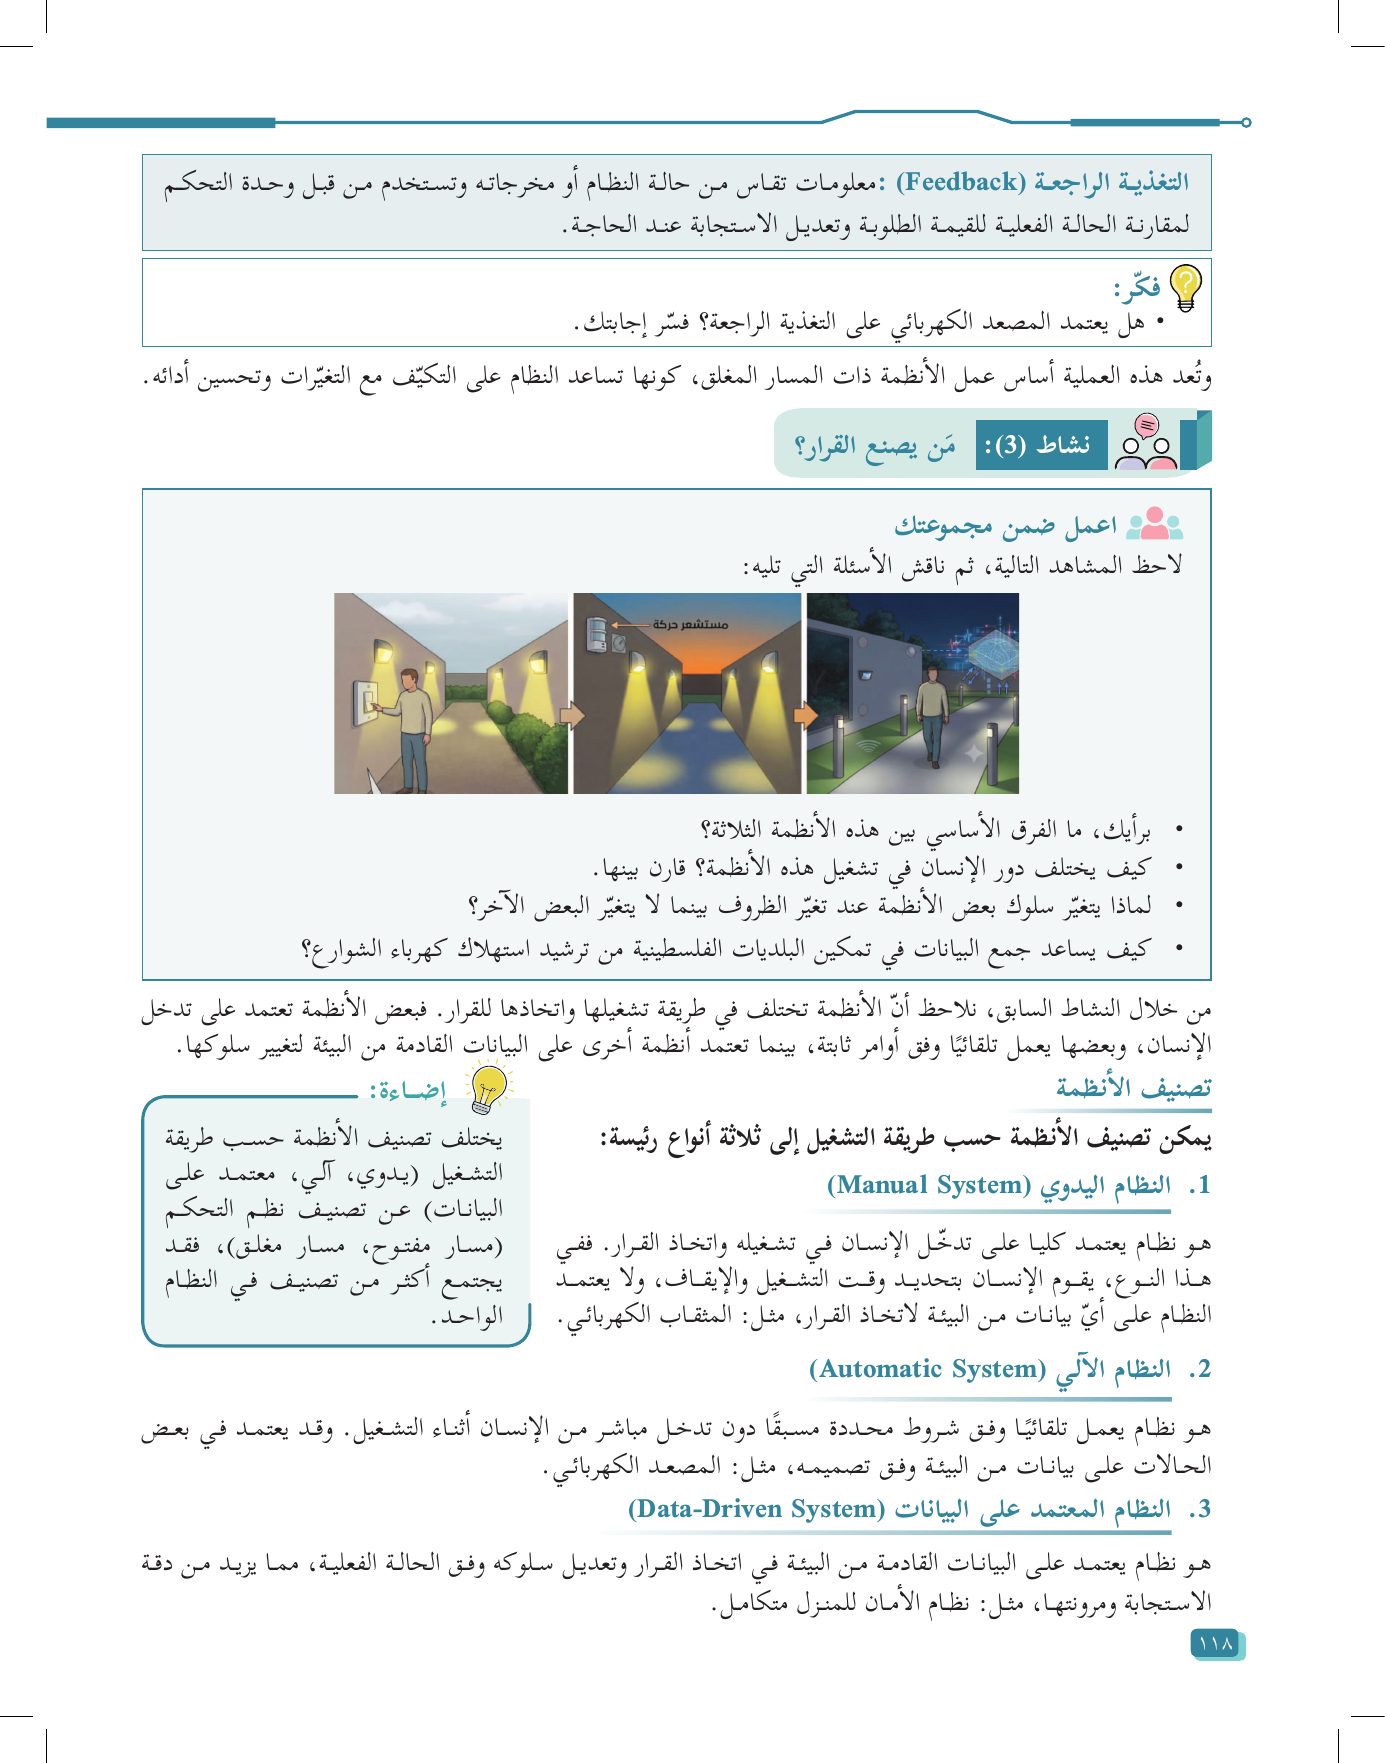 التغذية الراجعة (Feedback) :معلومات تقاس من حالة النظام أو مخرجاته وتستخدم من قبل وحدة التحكم
لمقارنة الحالة الفعلية للقيمة الطلوبة وتعديل الاستجابة عند الحاجة.
فكّر:
• هل يعتمد المصعد الكهربائي على التغذية الراجعة؟ فسّر إجابتك.
وتُعد هذه العملية أساس عمل الأنظمة ذات المسار المغلق، كونها تساعد النظام على التكيّف مع التغيّرات وتحسين أدائه.
نشاط (3): مَن يصنع القرار؟
اعمل ضمن مجموعتك
لاحظ المشاهد التالية، ثم ناقش الأسئلة التي تليه:
مستشعر حركة
• برأيك، ما الفرق الأساسي بين هذه الأنظمة الثلاثة؟
• كيف يختلف دور الإنسان في تشغيل هذه الأنظمة؟ قارن بينها.
• لماذا يتغيّر سلوك بعض الأنظمة عند تغيّر الظروف بينما لا يتغيّر البعض الآخر؟
• كيف يساعد جمع البيانات في تمكين البلديات الفلسطينية من ترشيد استهلاك كهرباء الشوارع؟
من خلال النشاط السابق، نلاحظ أنّ الأنظمة تختلف في طريقة تشغيلها واتخاذها للقرار. فبعض الأنظمة تعتمد على تدخل
الإنسان، وبعضها يعمل تلقائيًا وفق أوامر ثابتة، بينما تعتمد أنظمة أخرى على البيانات القادمة من البيئة لتغيير سلوكها.
تصنيف الأنظمة
يمكن تصنيف الأنظمة حسب طريقة التشغيل إلى ثلاثة أنواع رئيسة:
1. النظام اليدوي (Manual System)
هو نظام يعتمد كليا على تدخّل الإنسان في تشغيله واتخاذ القرار. ففي
هذا النوع، يقوم الإنسان بتحديد وقت التشغيل والإيقاف، ولا يعتمد
النظام على أيّ بيانات من البيئة لاتخاذ القرار، مثل: المثقاب الكهربائي.
إضاءة:
يختلف تصنيف الأنظمة حسب طريقة
التشغيل (يدوي، آلي، معتمد على
البيانات) عن تصنيف نظم التحكم
(مسار مفتوح، مسار مغلق)، فقد
يجتمع أكثر من تصنيف في النظام
الواحد.
2. النظام الآلي (Automatic System)
هو نظام يعمل تلقائيًا وفق شروط محددة مسبقًا دون تدخل مباشر من الإنسان أثناء التشغيل. وقد يعتمد في بعض
الحالات على بيانات من البيئة وفق تصميمه، مثل: المصعد الكهربائي.
3. النظام المعتمد على البيانات (Data-Driven System)
هو نظام يعتمد على البيانات القادمة من البيئة في اتخاذ القرار وتعديل سلوكه وفق الحالة الفعلية، مما يزيد من دقة
الاستجابة ومرونتها، مثل: نظام الأمان للمنزل متكامل.
١١٨